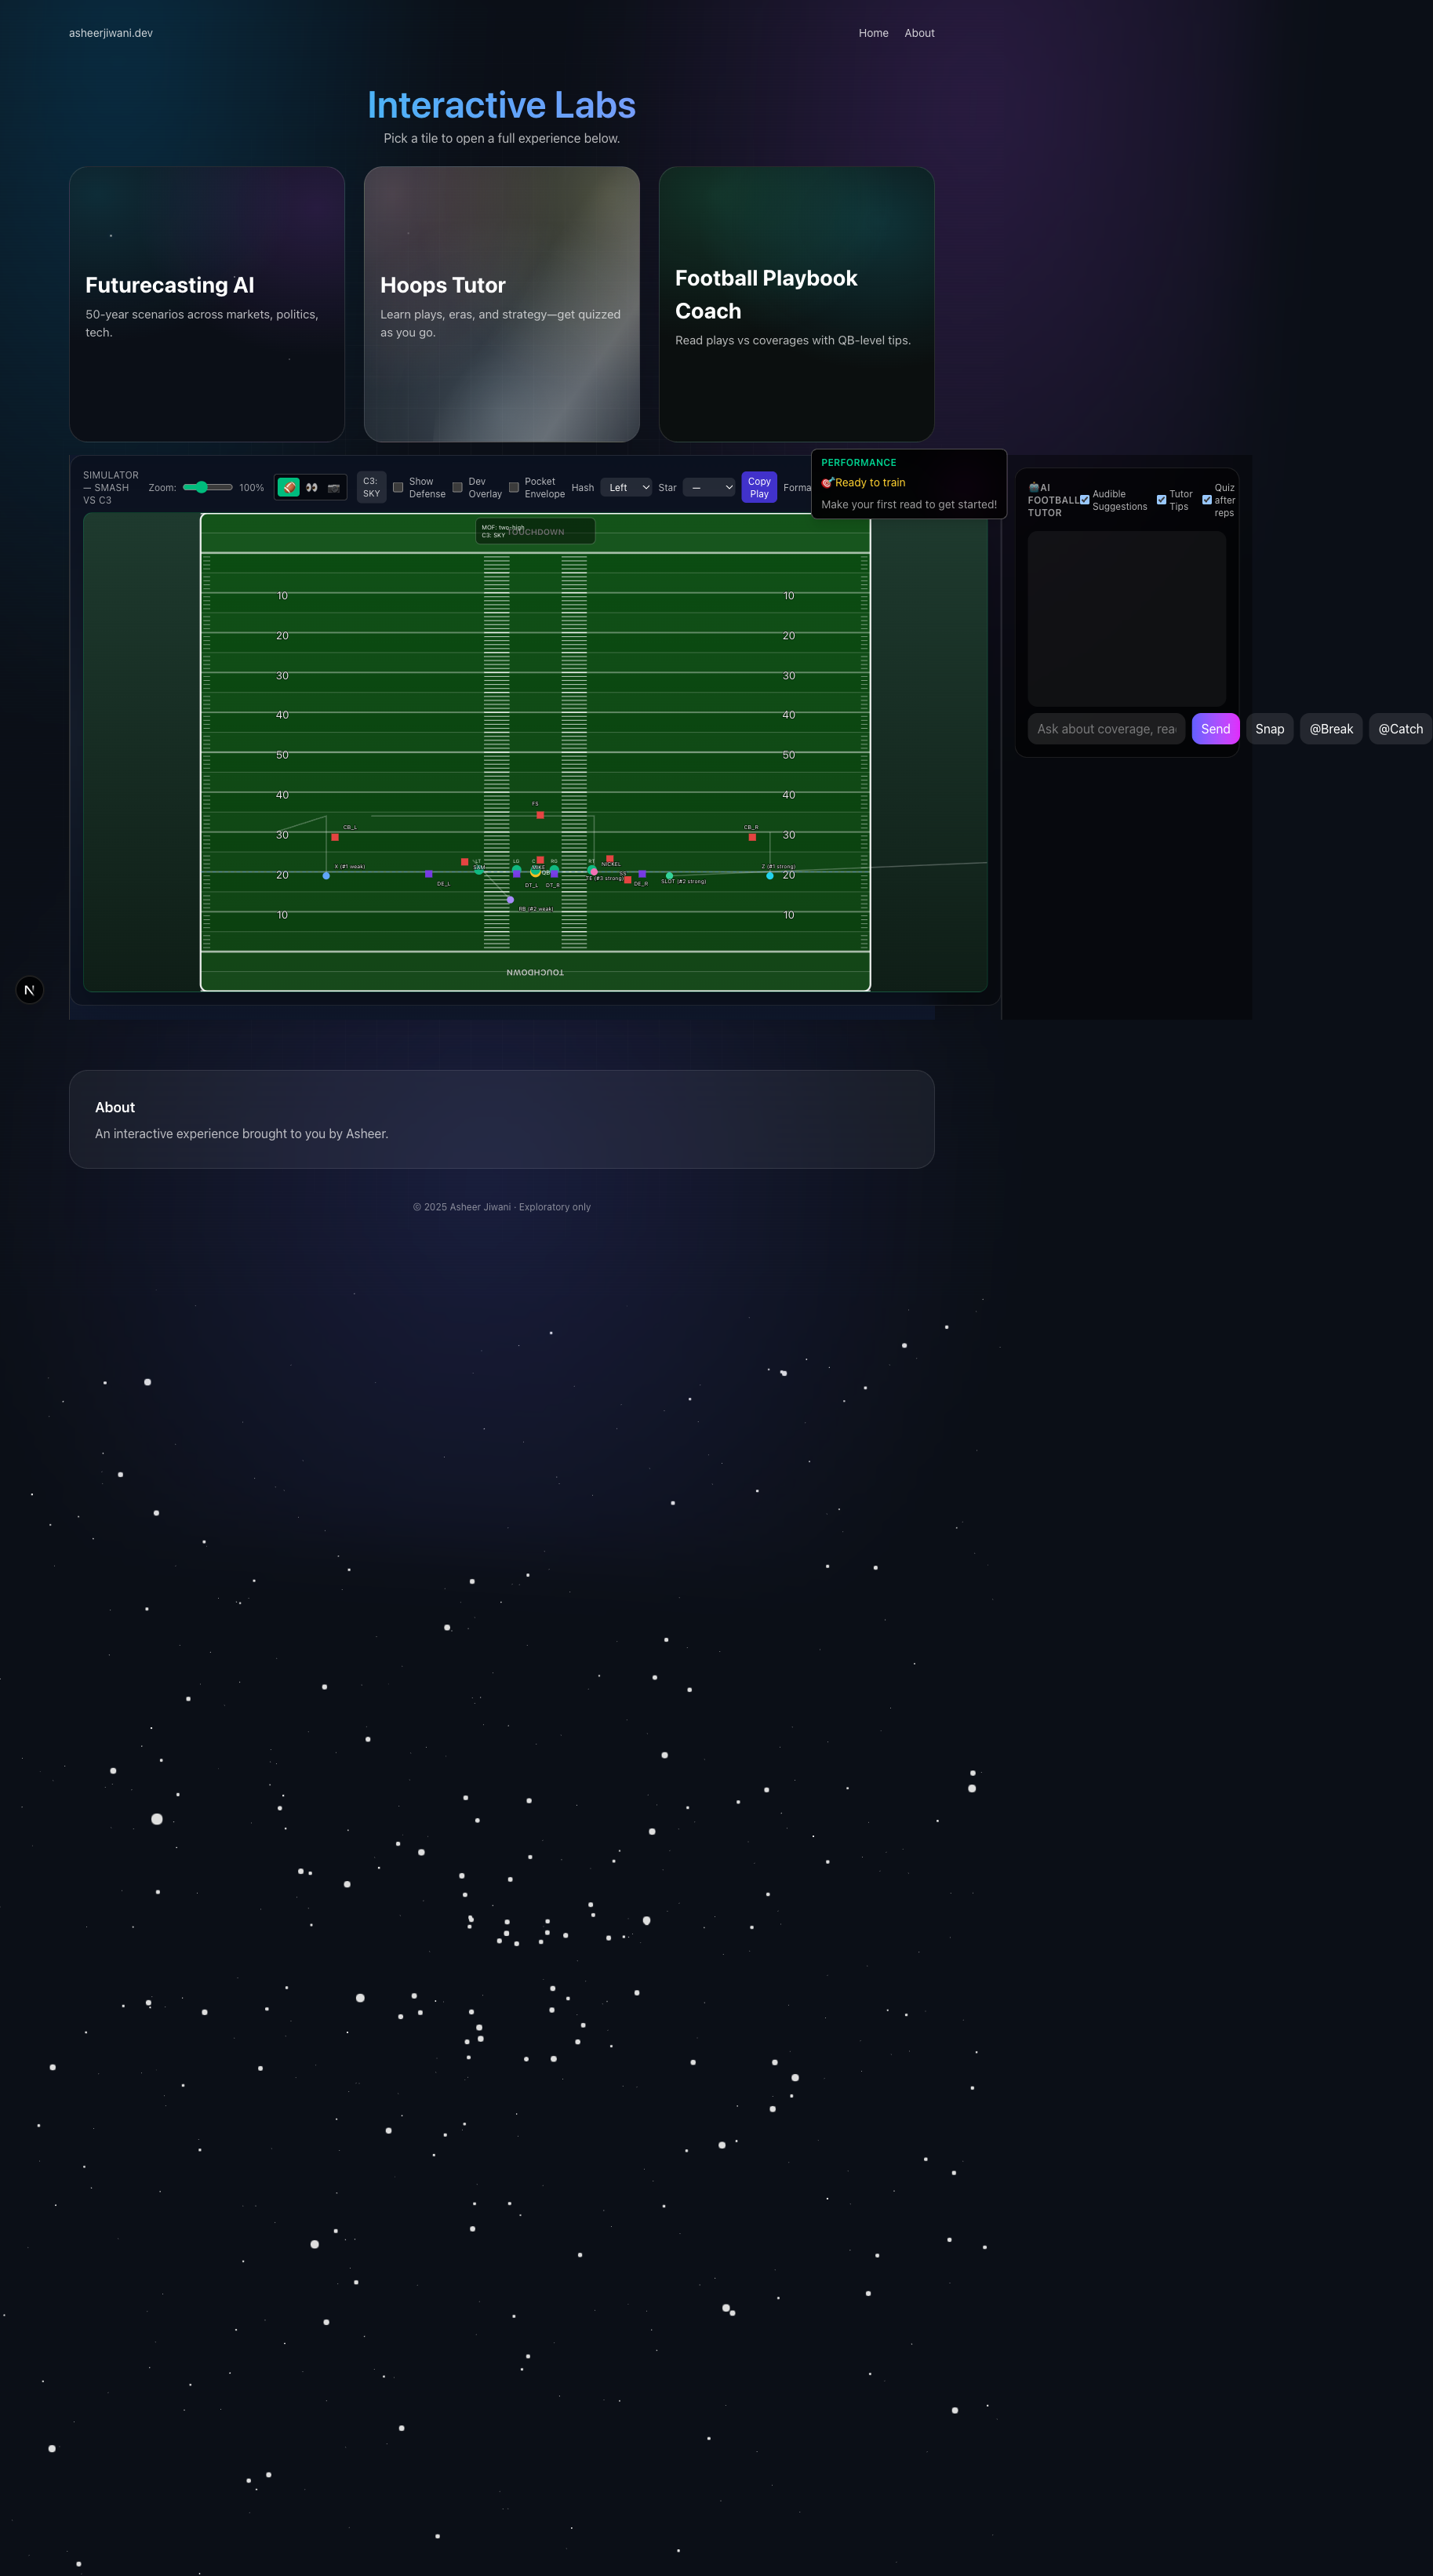 asheerjiwani.dev
Home About
Interactive Labs
Pick a tile to open a full experience below.
Futurecasting AI
50-year scenarios across markets, politics,
tech.
Hoops Tutor
Learn plays, eras, and strategy—get quizzed
as you go.
Football Playbook
Coach
Read plays vs coverages with QB-level tips.
SIMULATOR
— SMASH
VS C3
Zoom:
100%
C3:
SKY
Show
Defense
Dev
Overlay
Pocket
Envelope
Hash
Left
Star
—
Copy
Play
Forma
PERFORMANCE
🎯Ready to train
Make your first read to get started!
🤖AI
FOOTBALL
TUTOR
Audible
Suggestions
Tutor
Tips
Quiz
after
reps
MOF: two-high
C3: SKY
TOUCHDOWN
10 10
20 20
30 30
40 40
50 50
40 40
30 30
20 20
10 10
FS
CB_L
CB_R
X (#1 weak)
LT
SAM
LG
C
MIKE
QB
RG
RT
NICKEL
TE (#3 strong)
SS
SLOT (#2 strong)
Z (#1 strong)
DE_L
DT_L
DT_R
DE_R
RB (#2 weak)
TOUCHDOWN
Ask about coverage, rea
Send
Snap
@Break
@Catch
N
About
An interactive experience brought to you by Asheer.
© 2025 Asheer Jiwani · Exploratory only